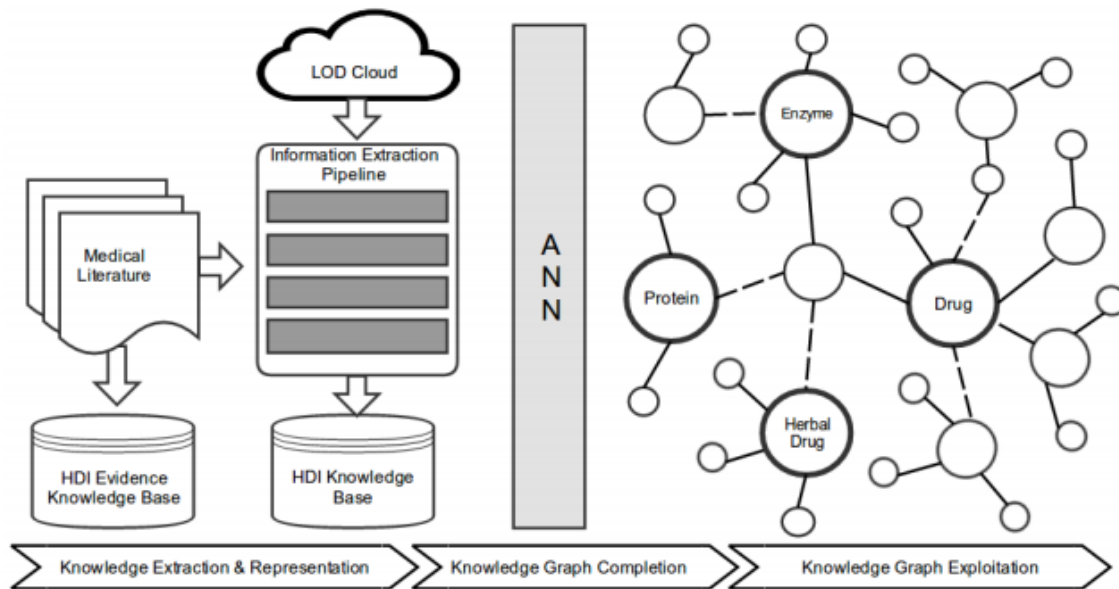 LOD Cloud
Information Extraction
Pipeline
Medical
Literature
HDI Evidence
Knowledge Base
HDI Knowledge
Base
A
N
N
Enzyme
Protein
Drug
Herbal
Drug
Knowledge Extraction & Representation
Knowledge Graph Completion
Knowledge Graph Exploitation